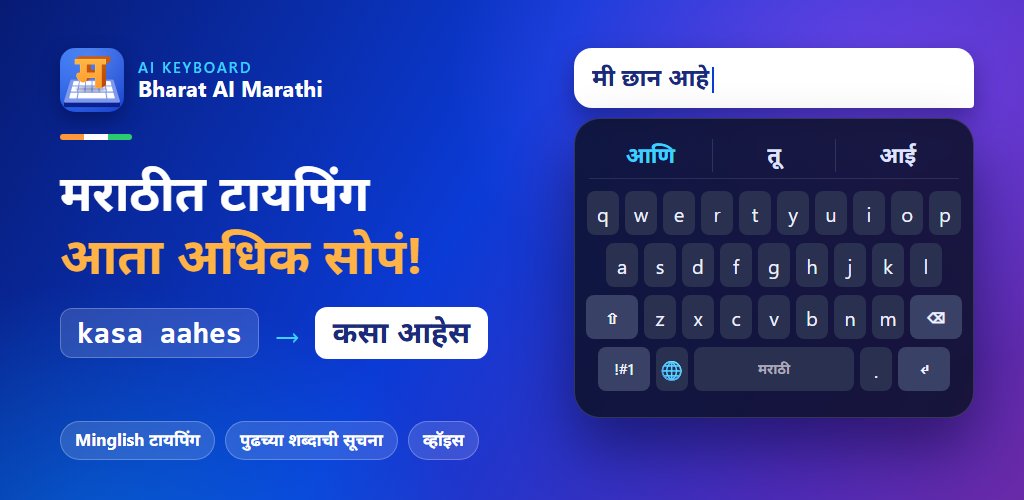 म
AI KEYBOARD
Bharat AI Marathi
मराठीत टायपिंग
आता अधिक सोपं!
kasa aahes → कसा आहेस
Minglish टायपिंग पुढच्या शब्दाची सूचना व्हॉइस
मी छान आहे
आणि तू आई
q w e r t y u i o p
a s d f g h j k l
⇧ z x c v b n m ⌫
!#1 🌐 मराठी . ↵